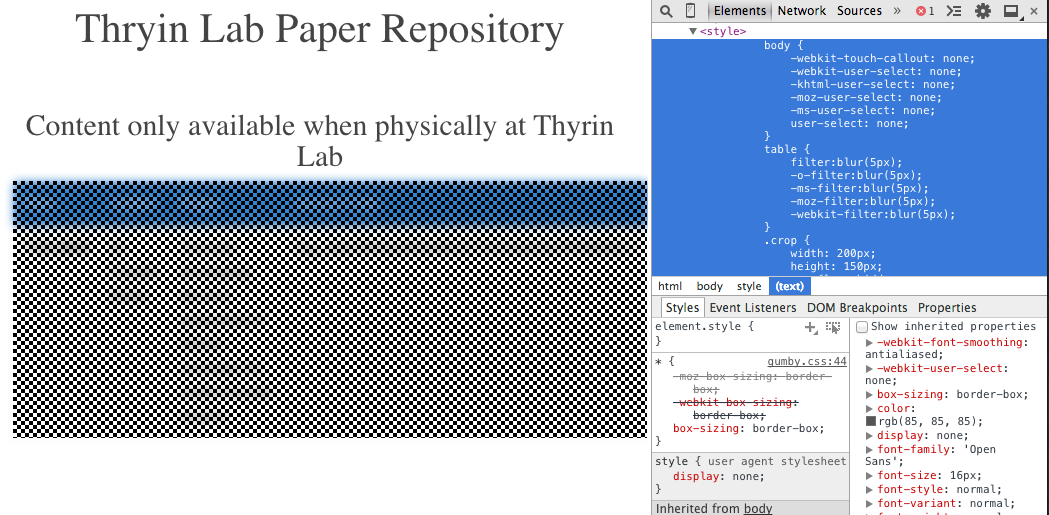 Thryin Lab Paper Repository
Content only available when physically at Thyrin
Lab
Elements Network Sources » 1 ×
▼<style>
body {
-webkit-touch-callout: none;
-webkit-user-select: none;
-khtml-user-select: none;
-moz-user-select: none;
-ms-user-select: none;
user-select: none;
}
table {
filter:blur(5px);
-o-filter:blur(5px);
-ms-filter:blur(5px);
-moz-filter:blur(5px);
-webkit-filter:blur(5px);
}
.crop {
width: 200px;
height: 150px;
html body style (text)
Styles Event Listeners DOM Breakpoints Properties
element.style {
}
* { gumby.css:44
-moz-box-sizing: border-
box;
-webkit-box-sizing:
border-box;
box-sizing: border-box;
}
style { user agent stylesheet
display: none;
}
Inherited from body
Show inherited properties
▶-webkit-font-smoothing:
antialiased;
▶-webkit-user-select:
none;
▶box-sizing: border-box;
▶color:
rgb(85, 85, 85);
▶display: none;
▶font-family: 'Open
Sans';
▶font-size: 16px;
▶font-style: normal;
▶font-variant: normal;